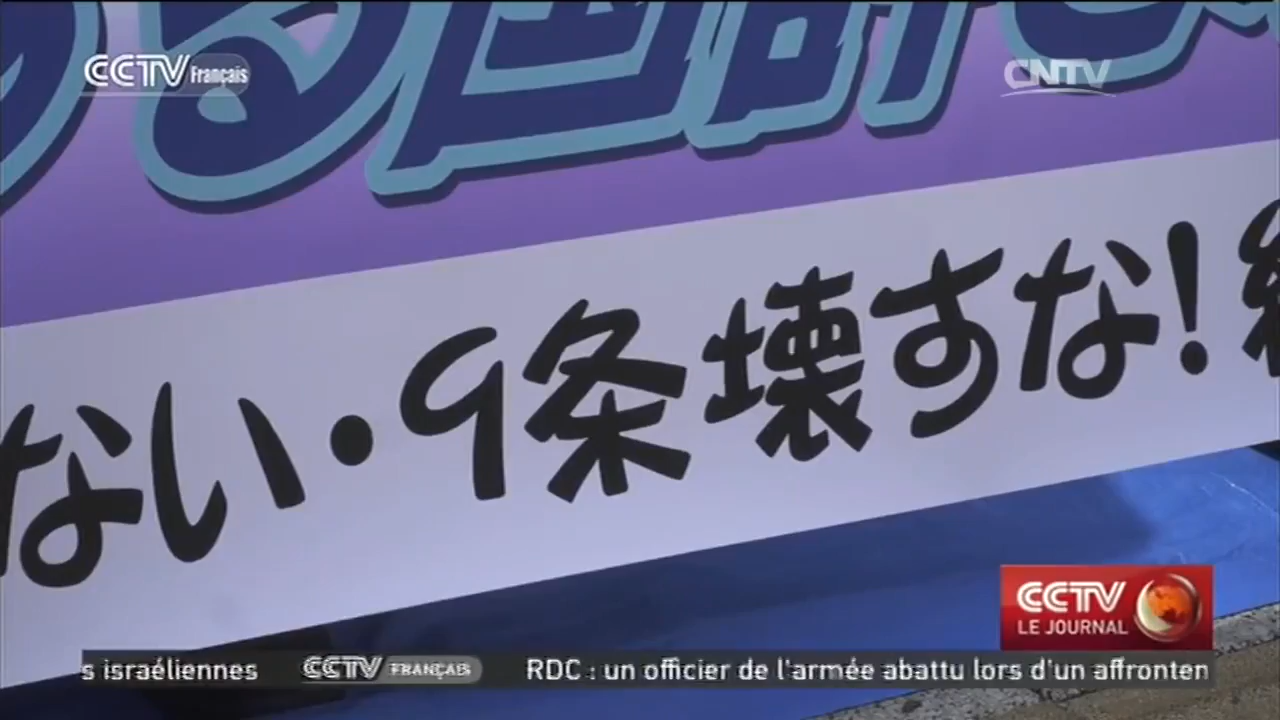 CCTV Français
CNTV
ない・9条壊すな!
CCTV
LE JOURNAL
s israéliennes CCTV FRANÇAIS RDC : un officier de l'armée abattu lors d'un affronten